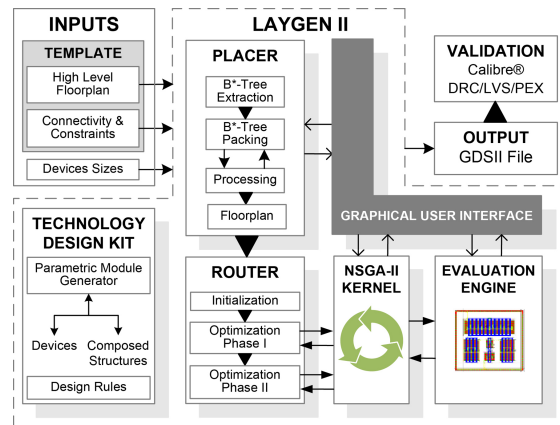 INPUTS
TEMPLATE
High Level
Floorplan
Connectivity &
Constraints
Devices Sizes
LAYGEN II
PLACER
B*-Tree
Extraction
B*-Tree
Packing
Processing
Floorplan
VALIDATION
Calibre®
DRC/LVS/PEX
OUTPUT
GDSII File
GRAPHICAL USER INTERFACE
TECHNOLOGY
DESIGN KIT
Parametric Module
Generator
Devices
Composed
Structures
Design Rules
ROUTER
Initialization
Optimization
Phase I
Optimization
Phase II
NSGA-II
KERNEL
EVALUATION
ENGINE